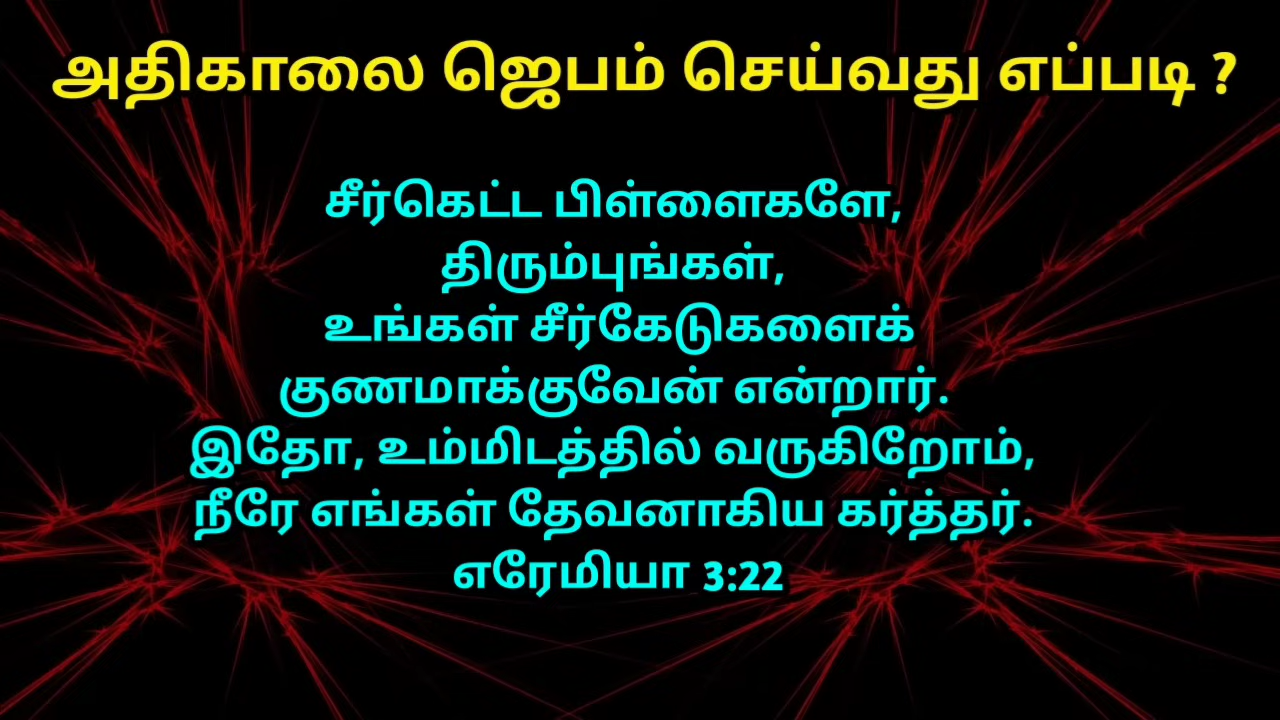 அதிகாலை ஜெபம் செய்வது எப்படி ?
சீர்கெட்ட பிள்ளைகளே,
திரும்புங்கள்,
உங்கள் சீர்கேடுகளைக்
குணமாக்குவேன் என்றார்.
இதோ, உம்மிடத்தில் வருகிறோம்,
நீரே எங்கள் தேவனாகிய கர்த்தர்.
எரேமியா 3:22